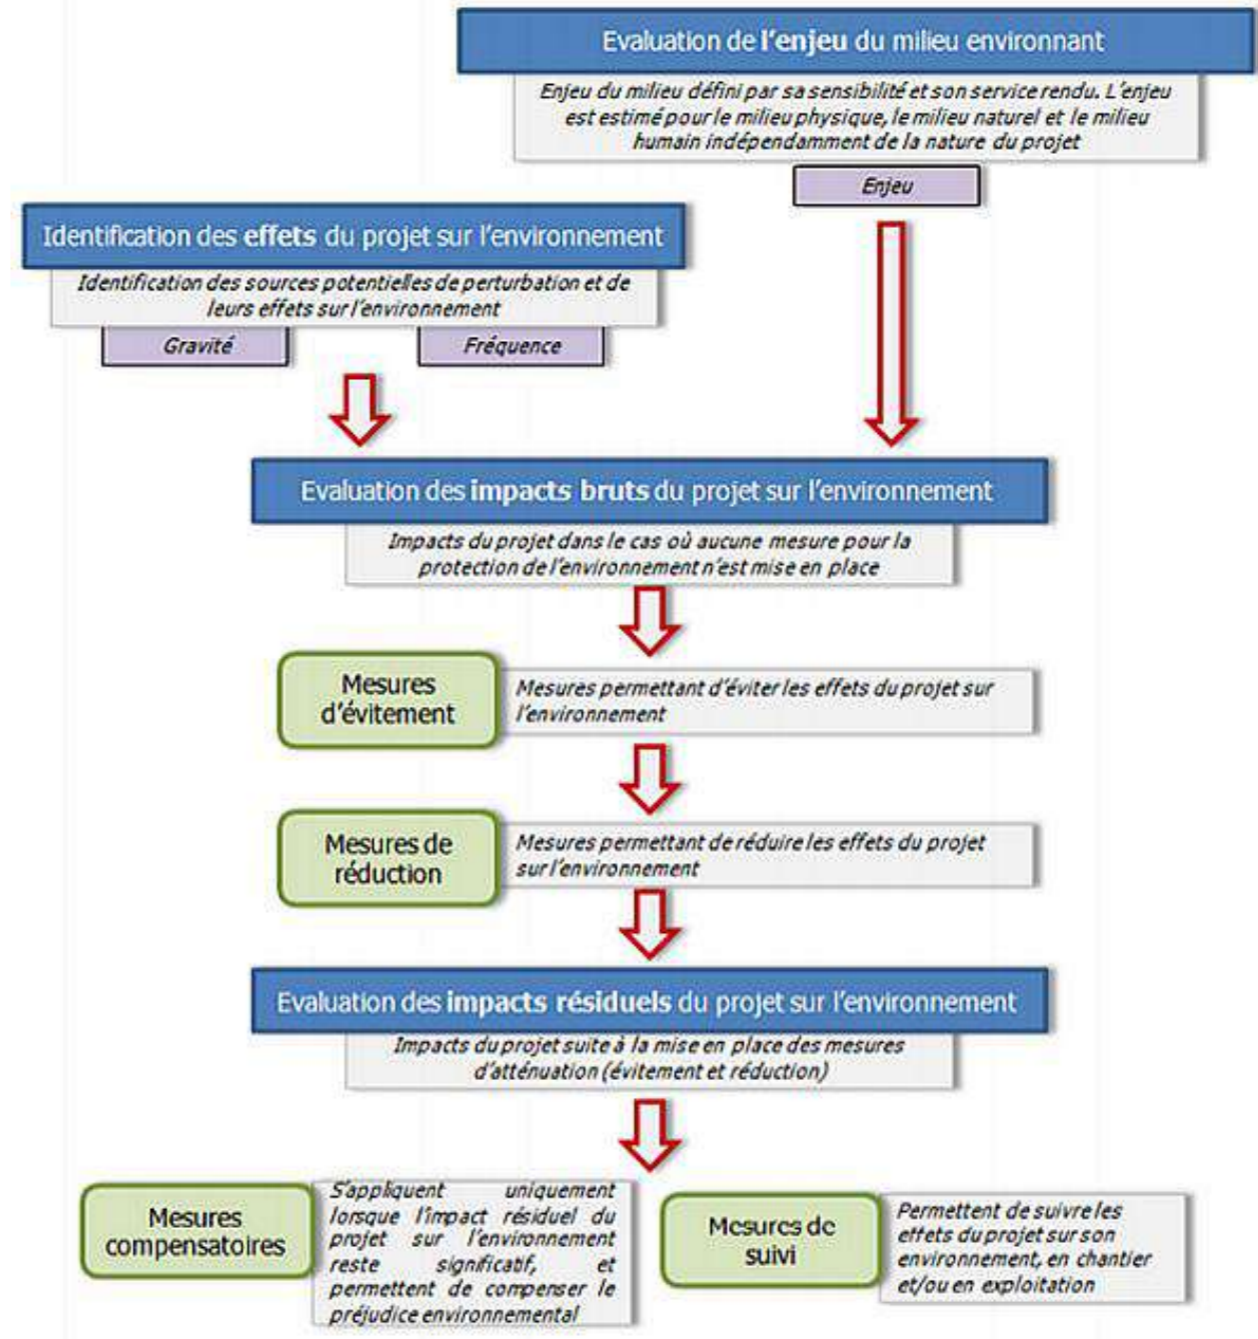 Evaluation de l'enjeu du milieu environnant
Enjeu du milieu défini par sa sensibilité et son service rendu. L'enjeu
est estimé pour le milieu physique, le milieu naturel et le milieu
humain indépendamment de la nature du projet
Enjeu
Identification des effets du projet sur l'environnement
Identification des sources potentielles de perturbation et de
leurs effets sur l'environnement
Gravité
Fréquence
Evaluation des impacts bruts du projet sur l'environnement
Impacts du projet dans le cas où aucune mesure pour la
protection de l'environnement n'est mise en place
Mesures
d'évitement
Mesures permettant d'éviter les effets du projet sur
l'environnement
Mesures de
réduction
Mesures permettant de réduire les effets du projet
sur l'environnement
Evaluation des impacts résiduels du projet sur l'environnement
Impacts du projet suite à la mise en place des mesures
d'atténuation (évitement et réduction)
Mesures
compensatoires
S'appliquent uniquement
lorsque l'impact résiduel du
projet sur l'environnement
reste significatif, et
permettent de compenser le
préjudice environnemental
Mesures de
suivi
Permettent de suivre les
effets du projet sur son
environnement, en chantier
et/ou en exploitation